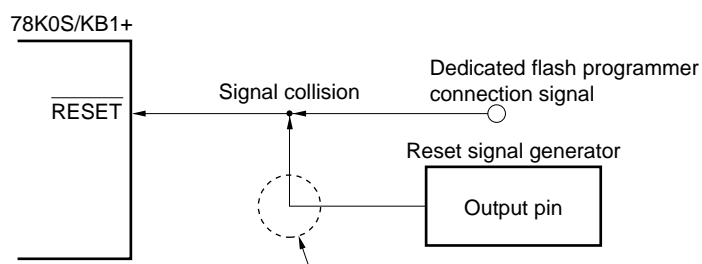 78K0S/KB1+
Dedicated flash programmer
connection signal
Signal collision
RESET
Reset signal generator
Output pin